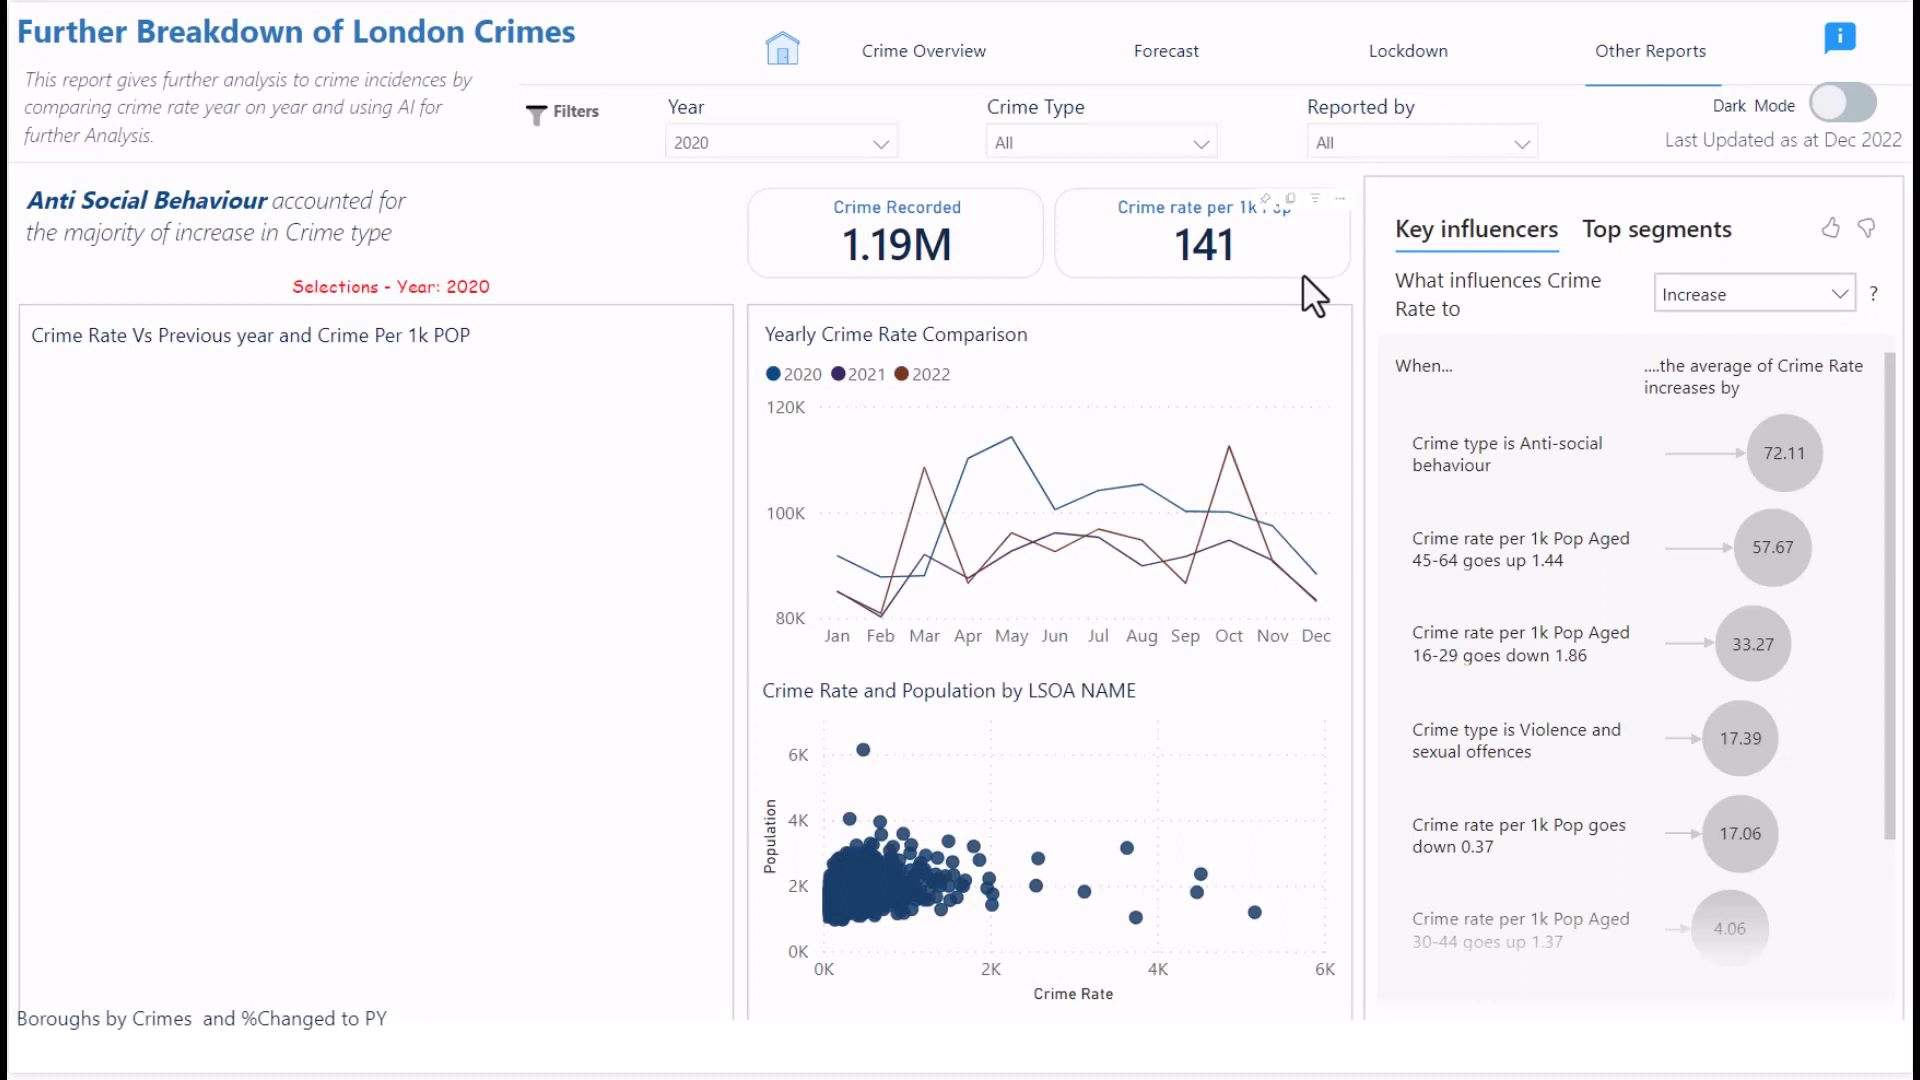 Further Breakdown of London Crimes
This report gives further analysis to crime incidences by
comparing crime rate year on year and using AI for
further Analysis.
Crime Overview
Forecast
Lockdown
Other Reports
i
Filters
Year
2020
Crime Type
All
Reported by
All
Dark Mode
Last Updated as at Dec 2022
Anti Social Behaviour accounted for
the majority of increase in Crime type
Selections - Year: 2020
Crime Recorded
1.19M
Crime rate per 1k Pop
141
Crime Rate Vs Previous year and Crime Per 1k POP
Boroughs by Crimes and %Changed to PY
Yearly Crime Rate Comparison
2020 2021 2022
120K
100K
80K
Jan Feb Mar Apr May Jun Jul Aug Sep Oct Nov Dec
Crime Rate and Population by LSOA NAME
Population
6K
4K
2K
0K
0K 2K 4K 6K
Crime Rate
Key influencers Top segments
What influences Crime
Rate to
Increase
?
When...
....the average of Crime Rate
increases by
Crime type is Anti-social
behaviour
72.11
Crime rate per 1k Pop Aged
45-64 goes up 1.44
57.67
Crime rate per 1k Pop Aged
16-29 goes down 1.86
33.27
Crime type is Violence and
sexual offences
17.39
Crime rate per 1k Pop goes
down 0.37
17.06
Crime rate per 1k Pop Aged
30-44 goes up 1.37
4.06